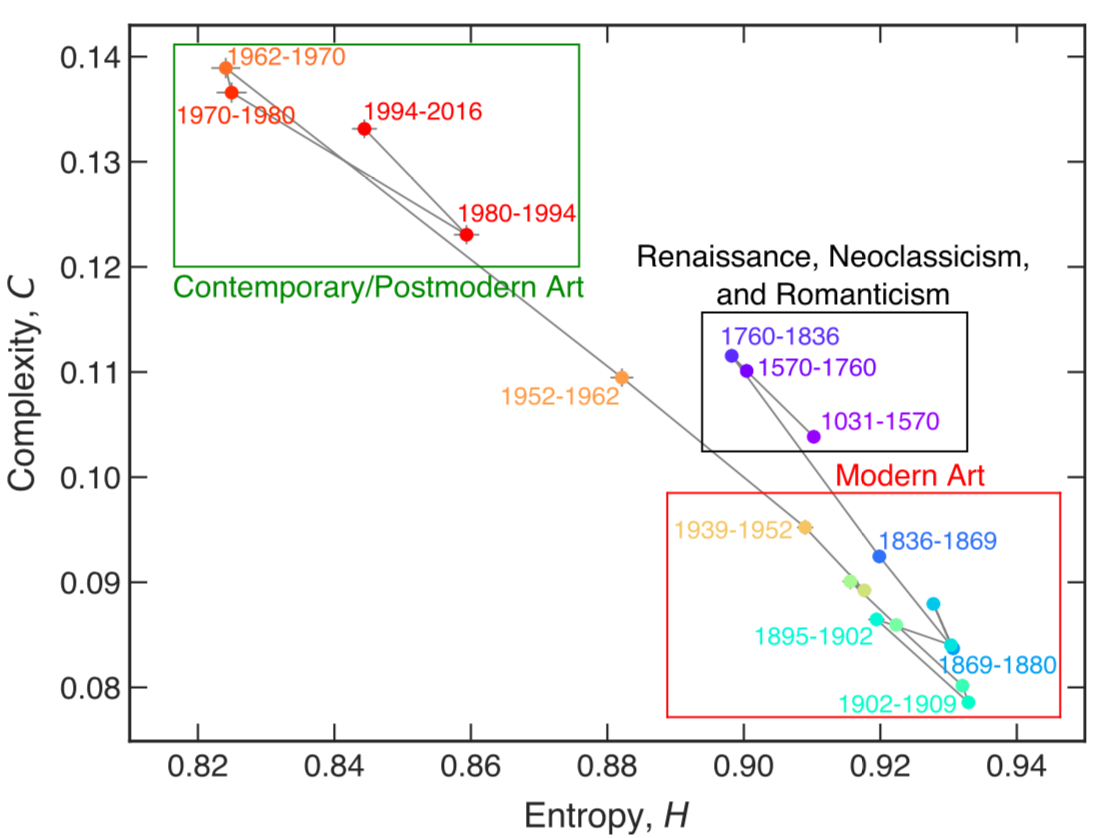 0.14
0.13
0.12
0.11
0.10
0.09
0.08
Complexity, C
1962-1970
1970-1980
1994-2016
1980-1994
Contemporary/Postmodern Art
Renaissance, Neoclassicism,
and Romanticism
1760-1836
1570-1760
1031-1570
1952-1962
Modern Art
1939-1952
1836-1869
1895-1902
1869-1880
1902-1909
0.82 0.84 0.86 0.88 0.90 0.92 0.94
Entropy, H